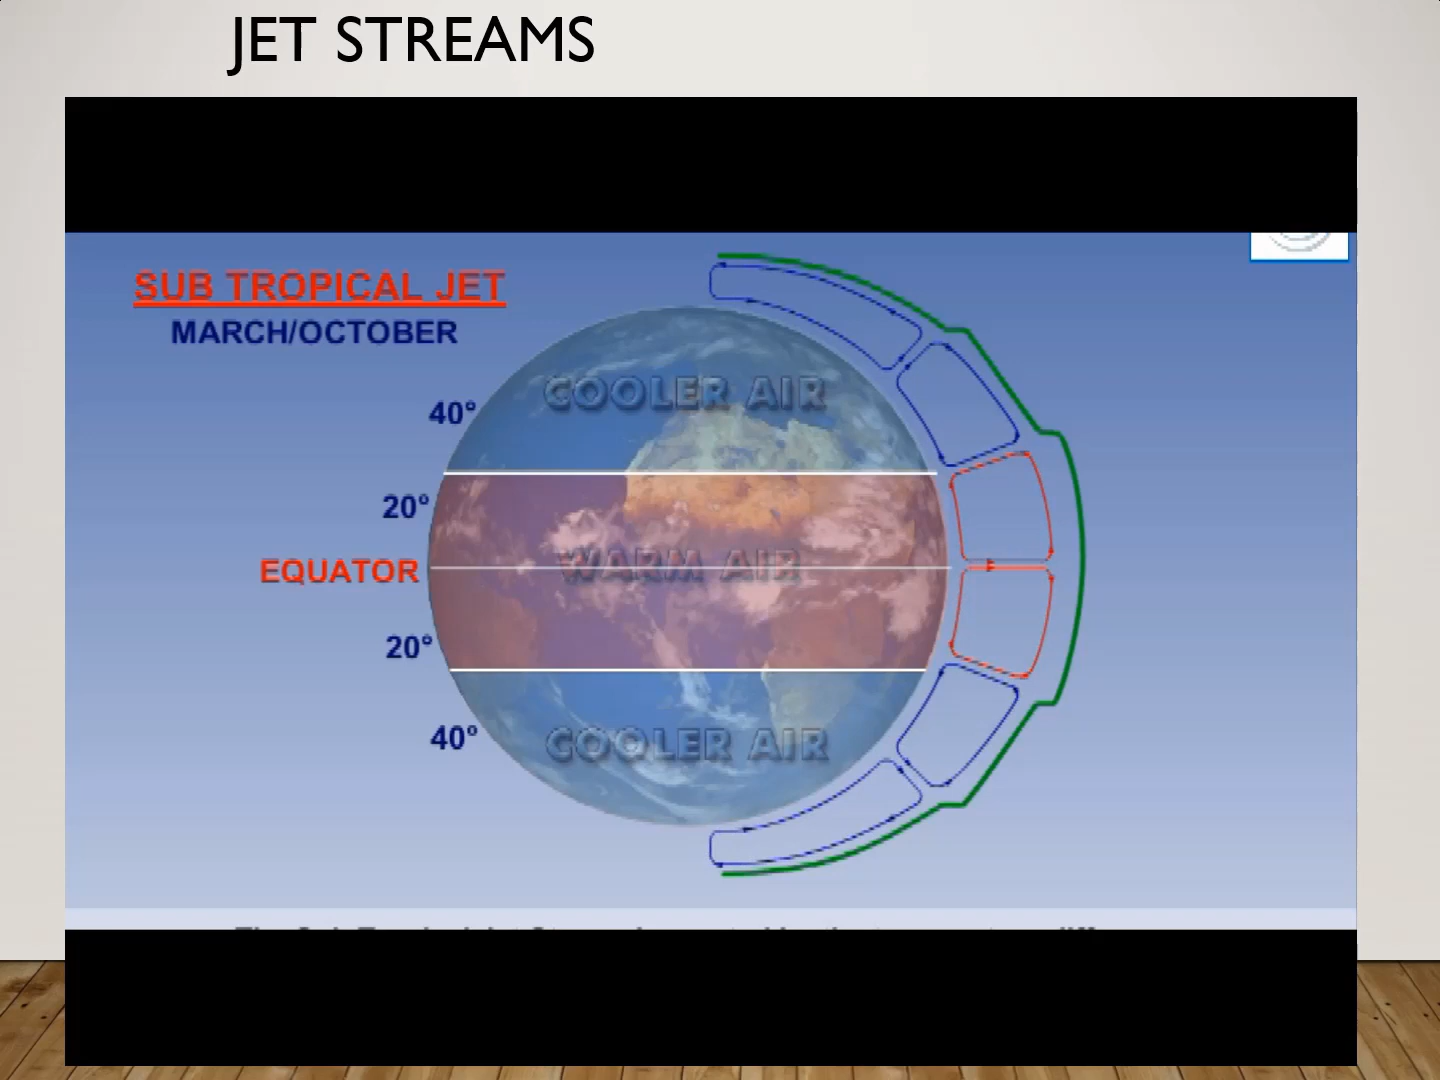 JET STREAMS
SUB TROPICAL JET
MARCH/OCTOBER
COOLER AIR
40°
20°
WARM AIR
EQUATOR
20°
40°
COOLER AIR